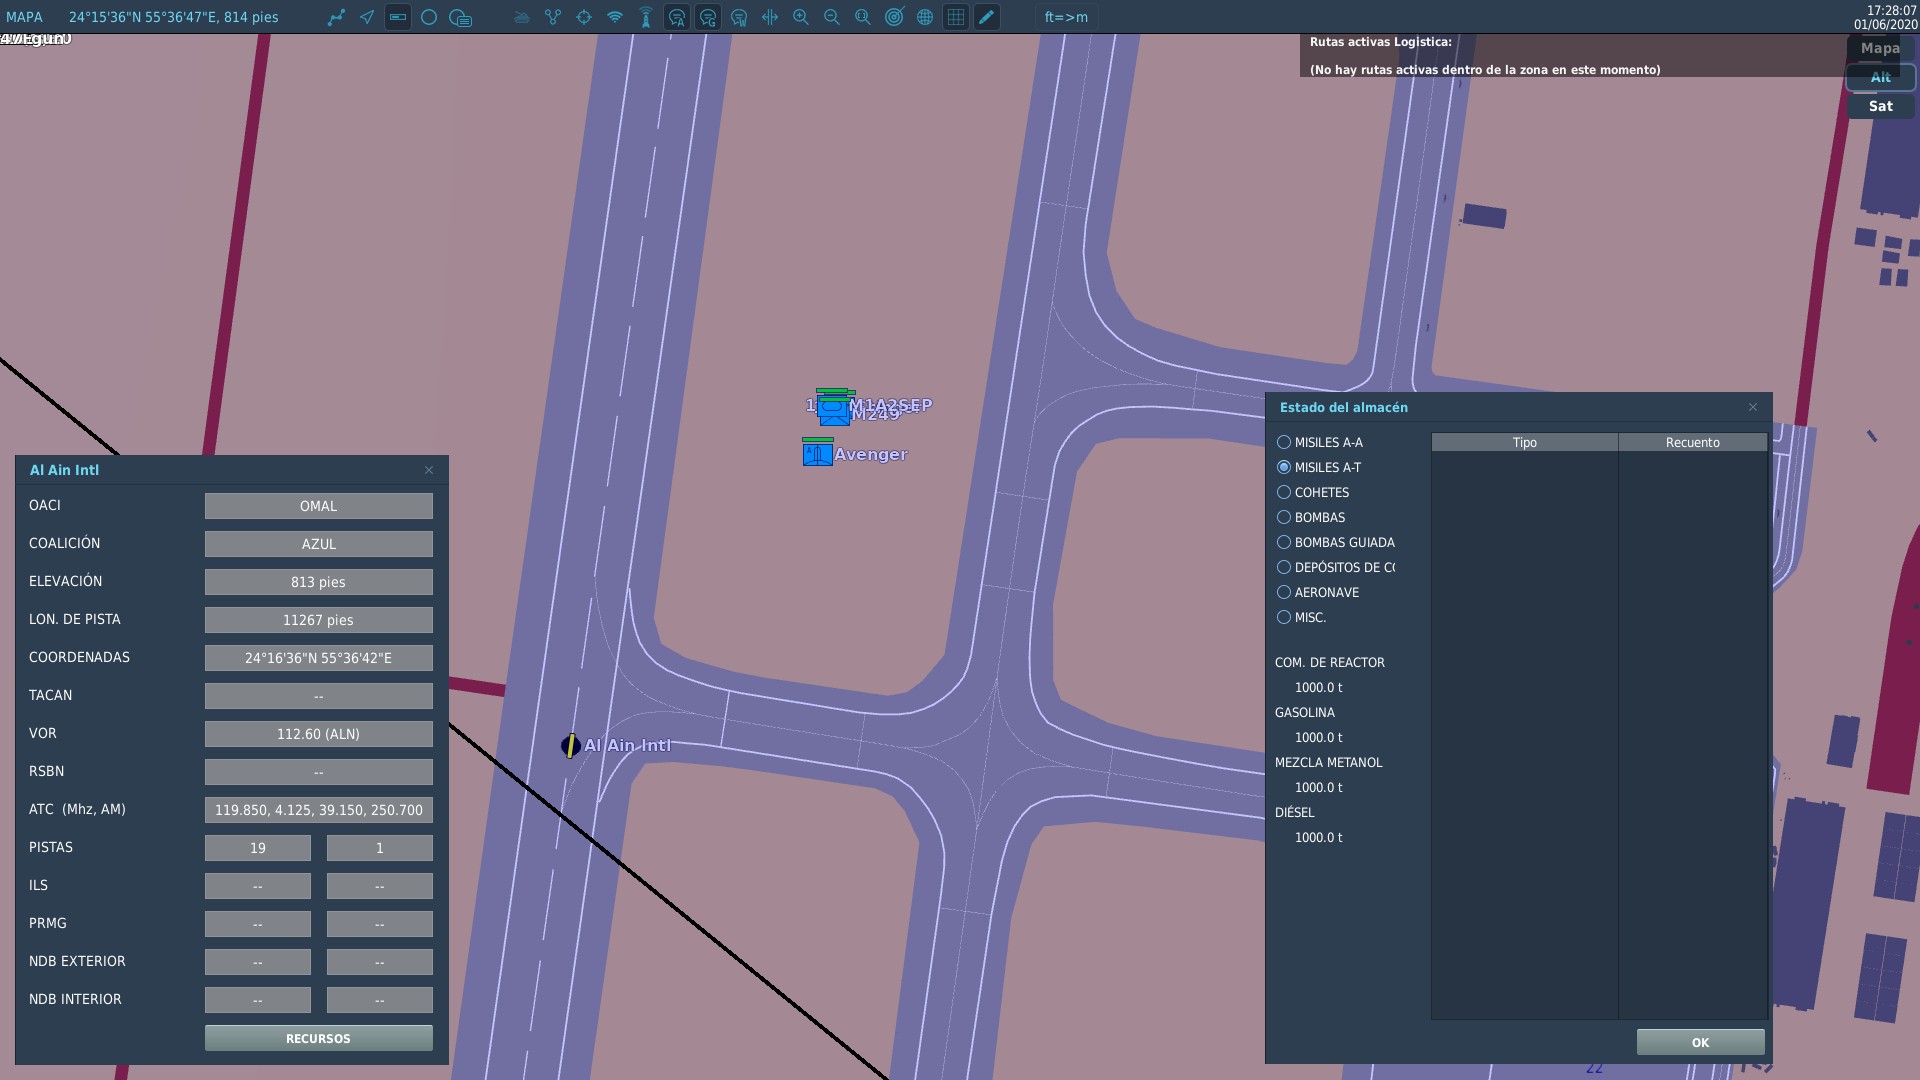 MAPA 24°15'36"N 55°36'47"E, 814 pies
ft=>m
17:28:07
01/06/2020
Rutas activas Logistica:
(No hay rutas activas dentro de la zona en este momento)
Mapa
Alt
Sat
M1A2SEP
M249
Avenger
Al Ain Intl
22
Al Ain Intl
OACI OMAL
COALICIÓN AZUL
ELEVACIÓN 813 pies
LON. DE PISTA 11267 pies
COORDENADAS 24°16'36"N 55°36'42"E
TACAN --
VOR 112.60 (ALN)
RSBN --
ATC (Mhz, AM) 119.850, 4.125, 39.150, 250.700
PISTAS 19 1
ILS -- --
PRMG -- --
NDB EXTERIOR -- --
NDB INTERIOR -- --
RECURSOS
Estado del almacén
MISILES A-A
MISILES A-T
COHETES
BOMBAS
BOMBAS GUIADA
DEPÓSITOS DE CO
AERONAVE
MISC.
COM. DE REACTOR
1000.0 t
GASOLINA
1000.0 t
MEZCLA METANOL
1000.0 t
DIÉSEL
1000.0 t
Tipo Recuento
OK